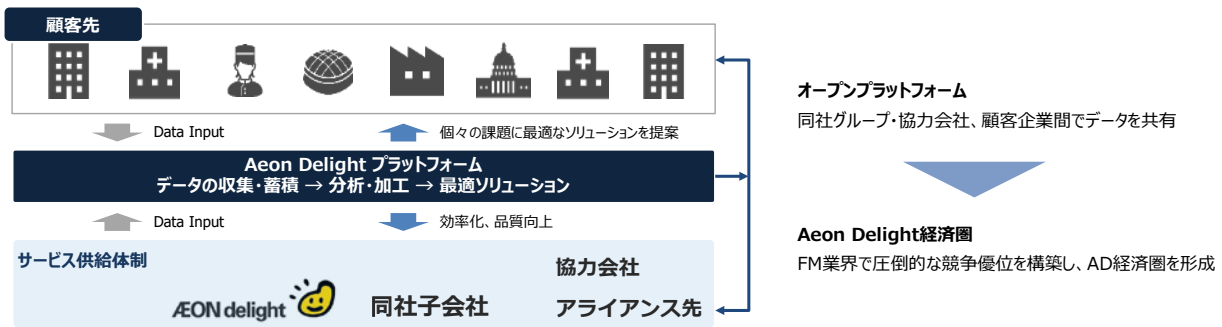 顧客先
Data Input
個々の課題に最適なソリューションを提案
Aeon Delight プラットフォーム
データの収集・蓄積 → 分析・加工 → 最適ソリューション
Data Input
効率化、品質向上
サービス供給体制
ÆON delight
同社子会社
協力会社
アライアンス先
オープンプラットフォーム
同社グループ・協力会社、顧客企業間でデータを共有
Aeon Delight経済圏
FM業界で圧倒的な競争優位を構築し、AD経済圏を形成